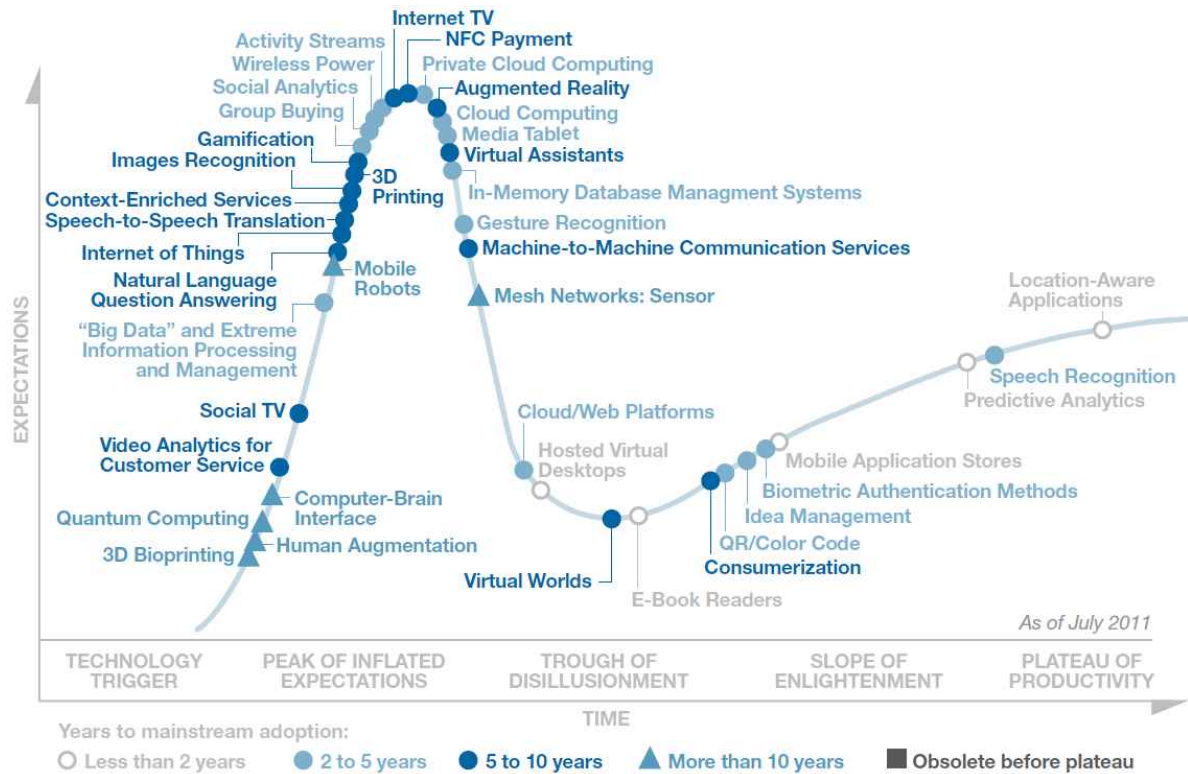 Internet TV
NFC Payment
Activity Streams
Wireless Power
Private Cloud Computing
Social Analytics
Augmented Reality
Group Buying
Cloud Computing
Media Tablet
Gamification
Virtual Assistants
Images Recognition
3D
Printing
In-Memory Database Managment Systems
Context-Enriched Services
Speech-to-Speech Translation
Gesture Recognition
Internet of Things
Machine-to-Machine Communication Services
Natural Language
Question Answering
Mobile
Robots
Mesh Networks: Sensor
Location-Aware
Applications
"Big Data" and Extreme
Information Processing
and Management
EXPECTATIONS
Speech Recognition
Predictive Analytics
Social TV
Cloud/Web Platforms
Video Analytics for
Customer Service
Hosted Virtual
Desktops
Mobile Application Stores
Biometric Authentication Methods
Computer-Brain
Interface
Idea Management
Quantum Computing
QR/Color Code
Human Augmentation
3D Bioprinting
Consumerization
Virtual Worlds
E-Book Readers
As of July 2011
TECHNOLOGY
TRIGGER
PEAK OF INFLATED
EXPECTATIONS
TROUGH OF
DISILLUSIONMENT
SLOPE OF
ENLIGHTENMENT
PLATEAU OF
PRODUCTIVITY
TIME
Years to mainstream adoption:
Less than 2 years
2 to 5 years
5 to 10 years
More than 10 years
Obsolete before plateau